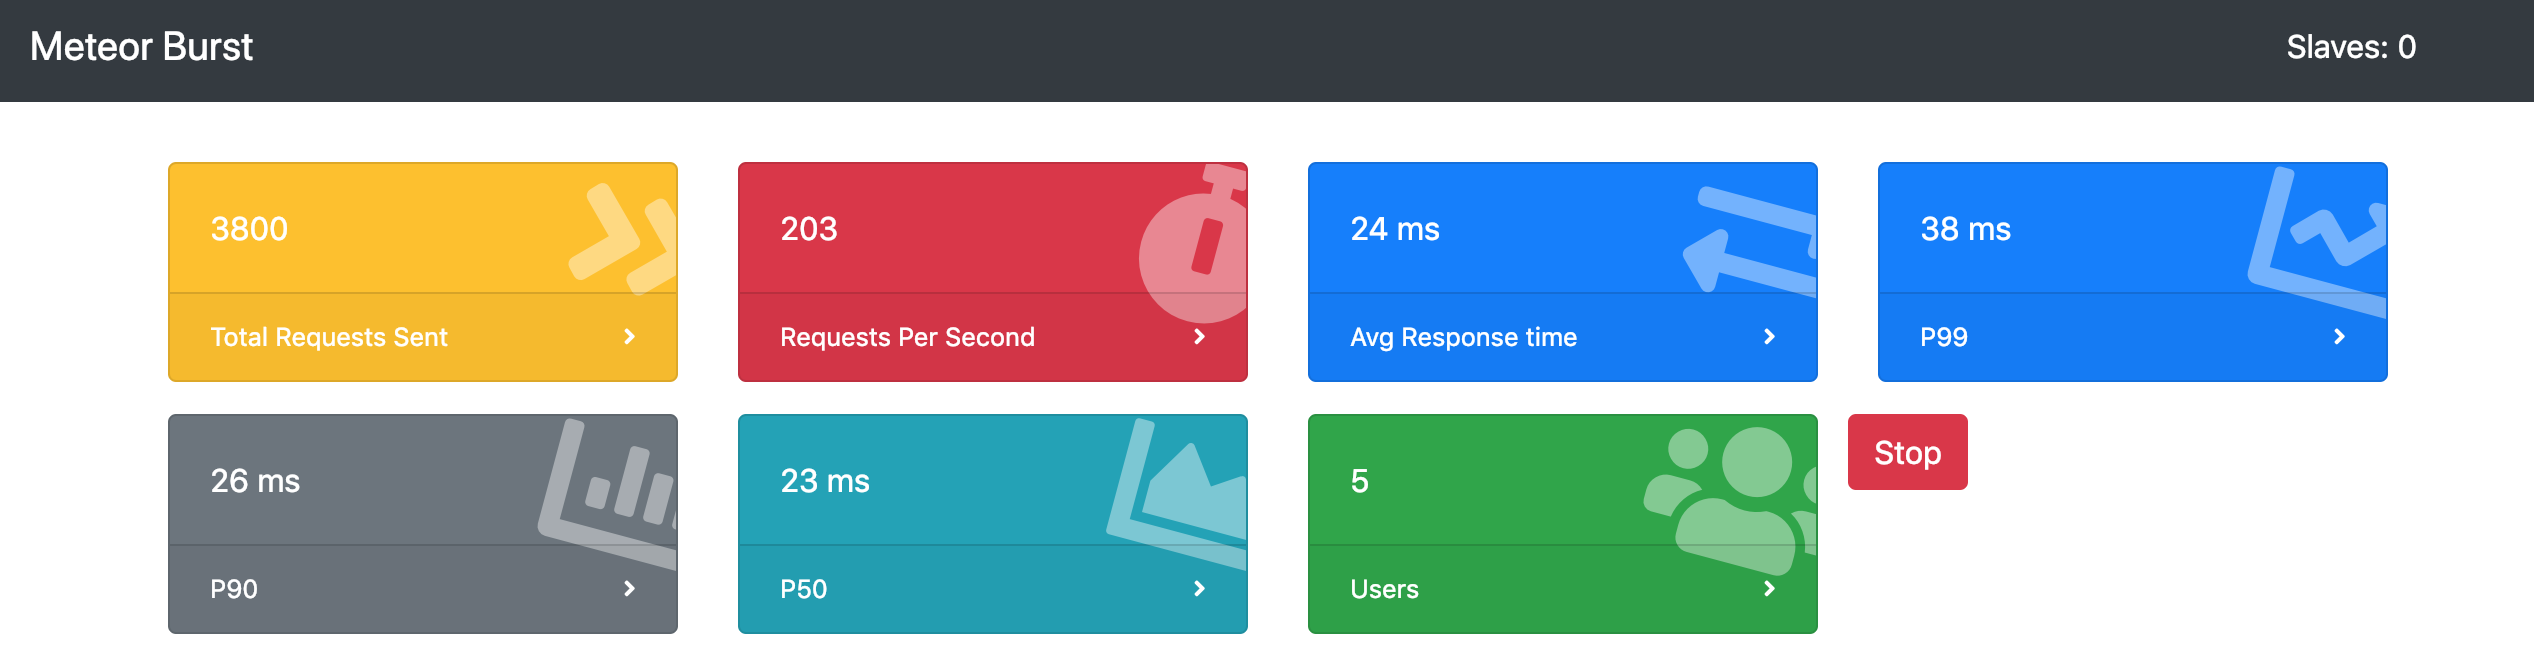 Meteor Burst
Slaves: 0
3800
Total Requests Sent
203
Requests Per Second
24 ms
Avg Response time
38 ms
P99
26 ms
P90
23 ms
P50
5
Users
Stop